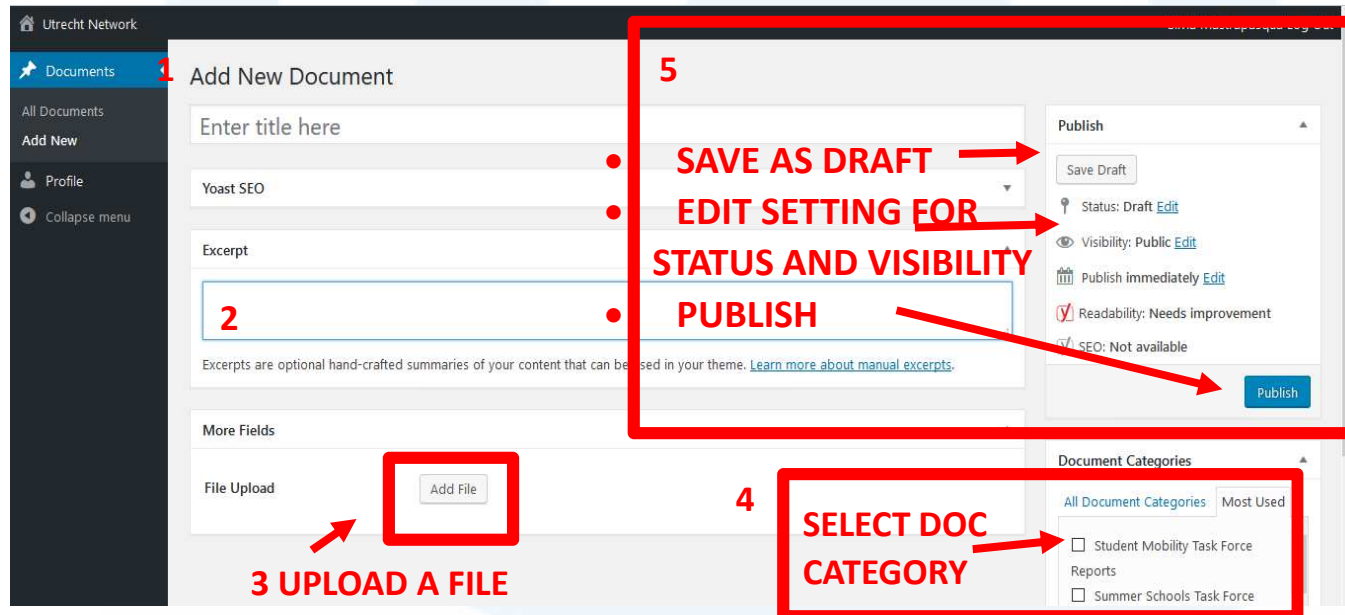 Utrecht Network
Documents
All Documents
Add New
Profile
Collapse menu
1
Add New Document
Enter title here
Yoast SEO
Excerpt
2
Excerpts are optional hand-crafted summaries of your content that can be used in your theme. Learn more about manual excerpts.
More Fields
File Upload
Add File
3 UPLOAD A FILE
5
• SAVE AS DRAFT
• EDIT SETTING FOR
STATUS AND VISIBILITY
• PUBLISH
Publish
Save Draft
Status: Draft Edit
Visibility: Public Edit
Publish immediately Edit
Readability: Needs improvement
SEO: Not available
Publish
4
SELECT DOC
CATEGORY
Document Categories
All Document Categories Most Used
Student Mobility Task Force
Reports
Summer Schools Task Force